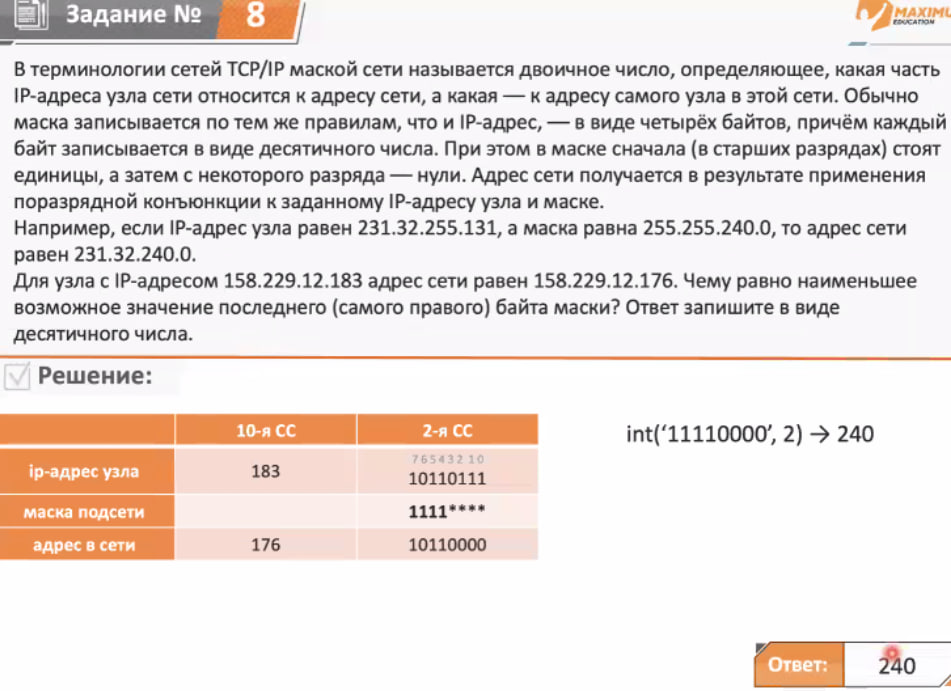 Задание № 8
EDUCATION
В терминологии сетей TCP/IP маской сети называется двоичное число, определяющее, какая часть
IP-адреса узла сети относится к адресу сети, а какая — к адресу самого узла в этой сети. Обычно
маска записывается по тем же правилам, что и IP-адрес, — в виде четырёх байтов, причём каждый
байт записывается в виде десятичного числа. При этом в маске сначала (в старших разрядах) стоят
единицы, а затем с некоторого разряда — нули. Адрес сети получается в результате применения
поразрядной конъюнкции к заданному IP-адресу узла и маске.
Например, если IP-адрес узла равен 231.32.255.131, а маска равна 255.255.240.0, то адрес сети
равен 231.32.240.0.
Для узла с IP-адресом 158.229.12.183 адрес сети равен 158.229.12.176. Чему равно наименьшее
возможное значение последнего (самого правого) байта маски? Ответ запишите в виде
десятичного числа.
Решение:
10-я СС 2-я СС
7 6 5 4 3 2 1 0
ip-адрес узла 183 10110111
маска подсети 1111****
адрес в сети 176 10110000
int(‘11110000’, 2) → 240
Ответ: 240